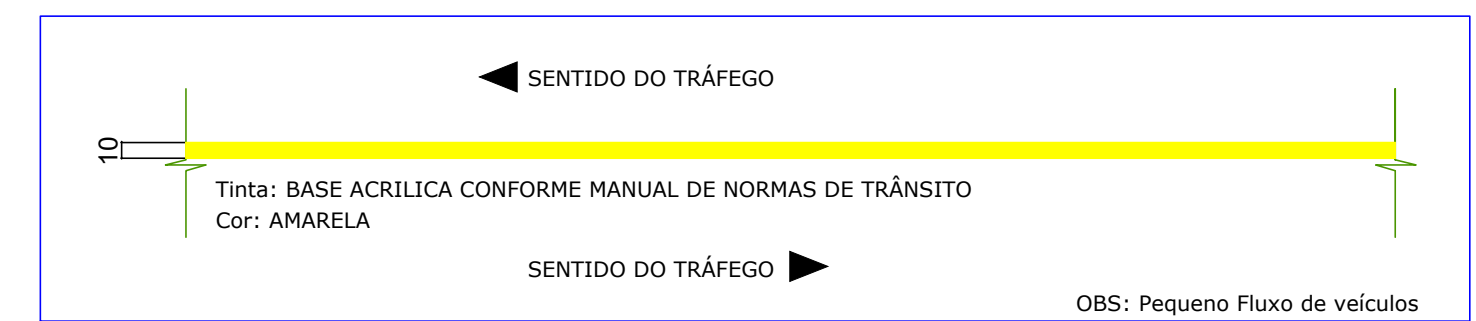 SENTIDO DO TRÁFEGO
10
Tinta: BASE ACRILICA CONFORME MANUAL DE NORMAS DE TRÂNSITO
Cor: AMARELA
SENTIDO DO TRÁFEGO
OBS: Pequeno Fluxo de veículos